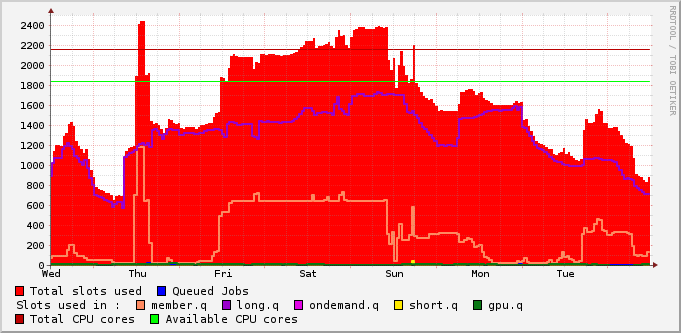 2400
2200
2000
1800
1600
1400
1200
1000
800
600
400
200
0
Wed Thu Fri Sat Sun Mon Tue
Total slots used Queued Jobs
Slots used in : member.q long.q ondemand.q short.q gpu.q
Total CPU cores Available CPU cores
RRDTOOL / TOBI OETIKER